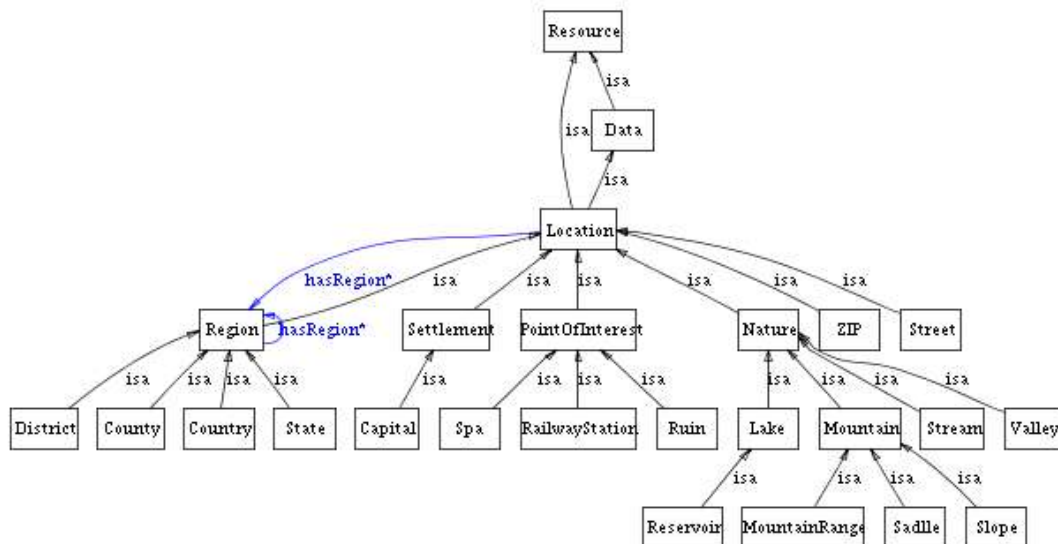 Resource
isa
isa
Data
isa
Location
hasRegion*
isa
isa
isa
isa
isa
isa
Region
hasRegion*
Settlement
PointOfInterest
Nature
ZIP
Street
isa
isa
isa
isa
isa
isa
isa
isa
isa
isa
isa
isa
District
County
Country
State
Capital
Spa
RailwayStation
Ruin
Lake
Mountain
Stream
Valley
isa
isa
isa
isa
Reservoir
MountainRange
Sadlle
Slope